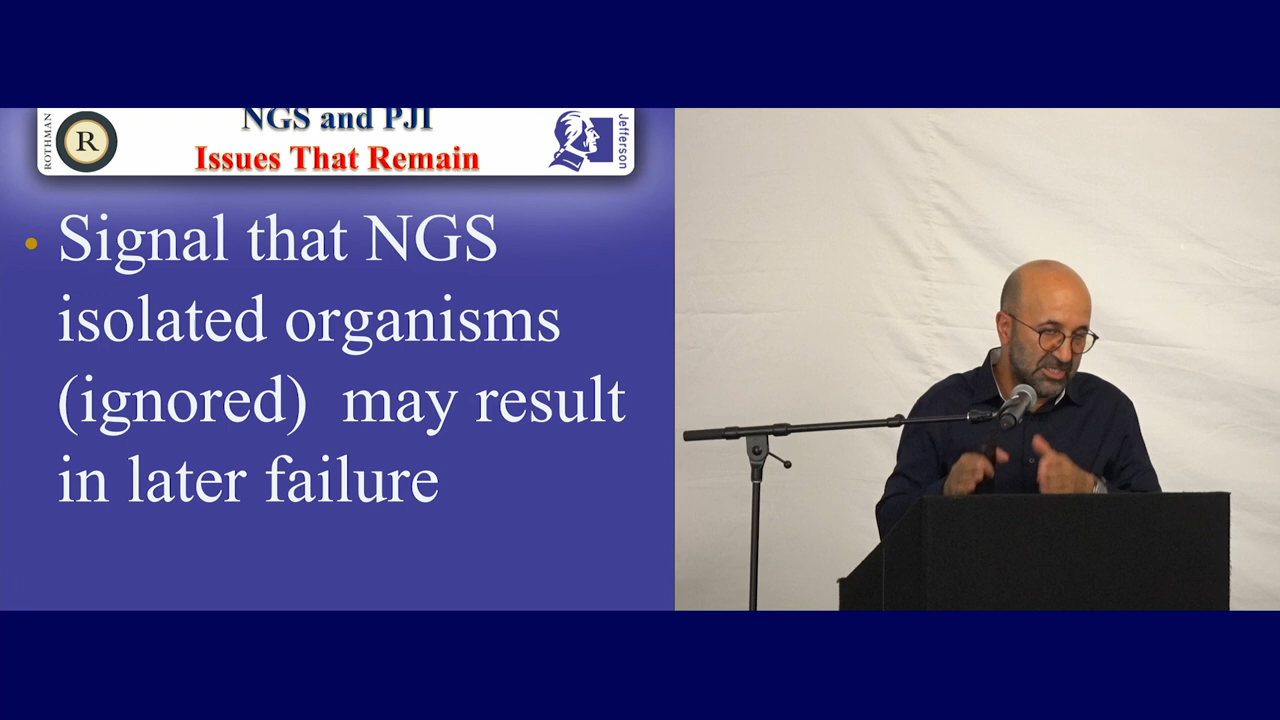 NGS and PJI
Issues That Remain
ROTHMAN
R
Jefferson
• Signal that NGS
isolated organisms
(ignored) may result
in later failure